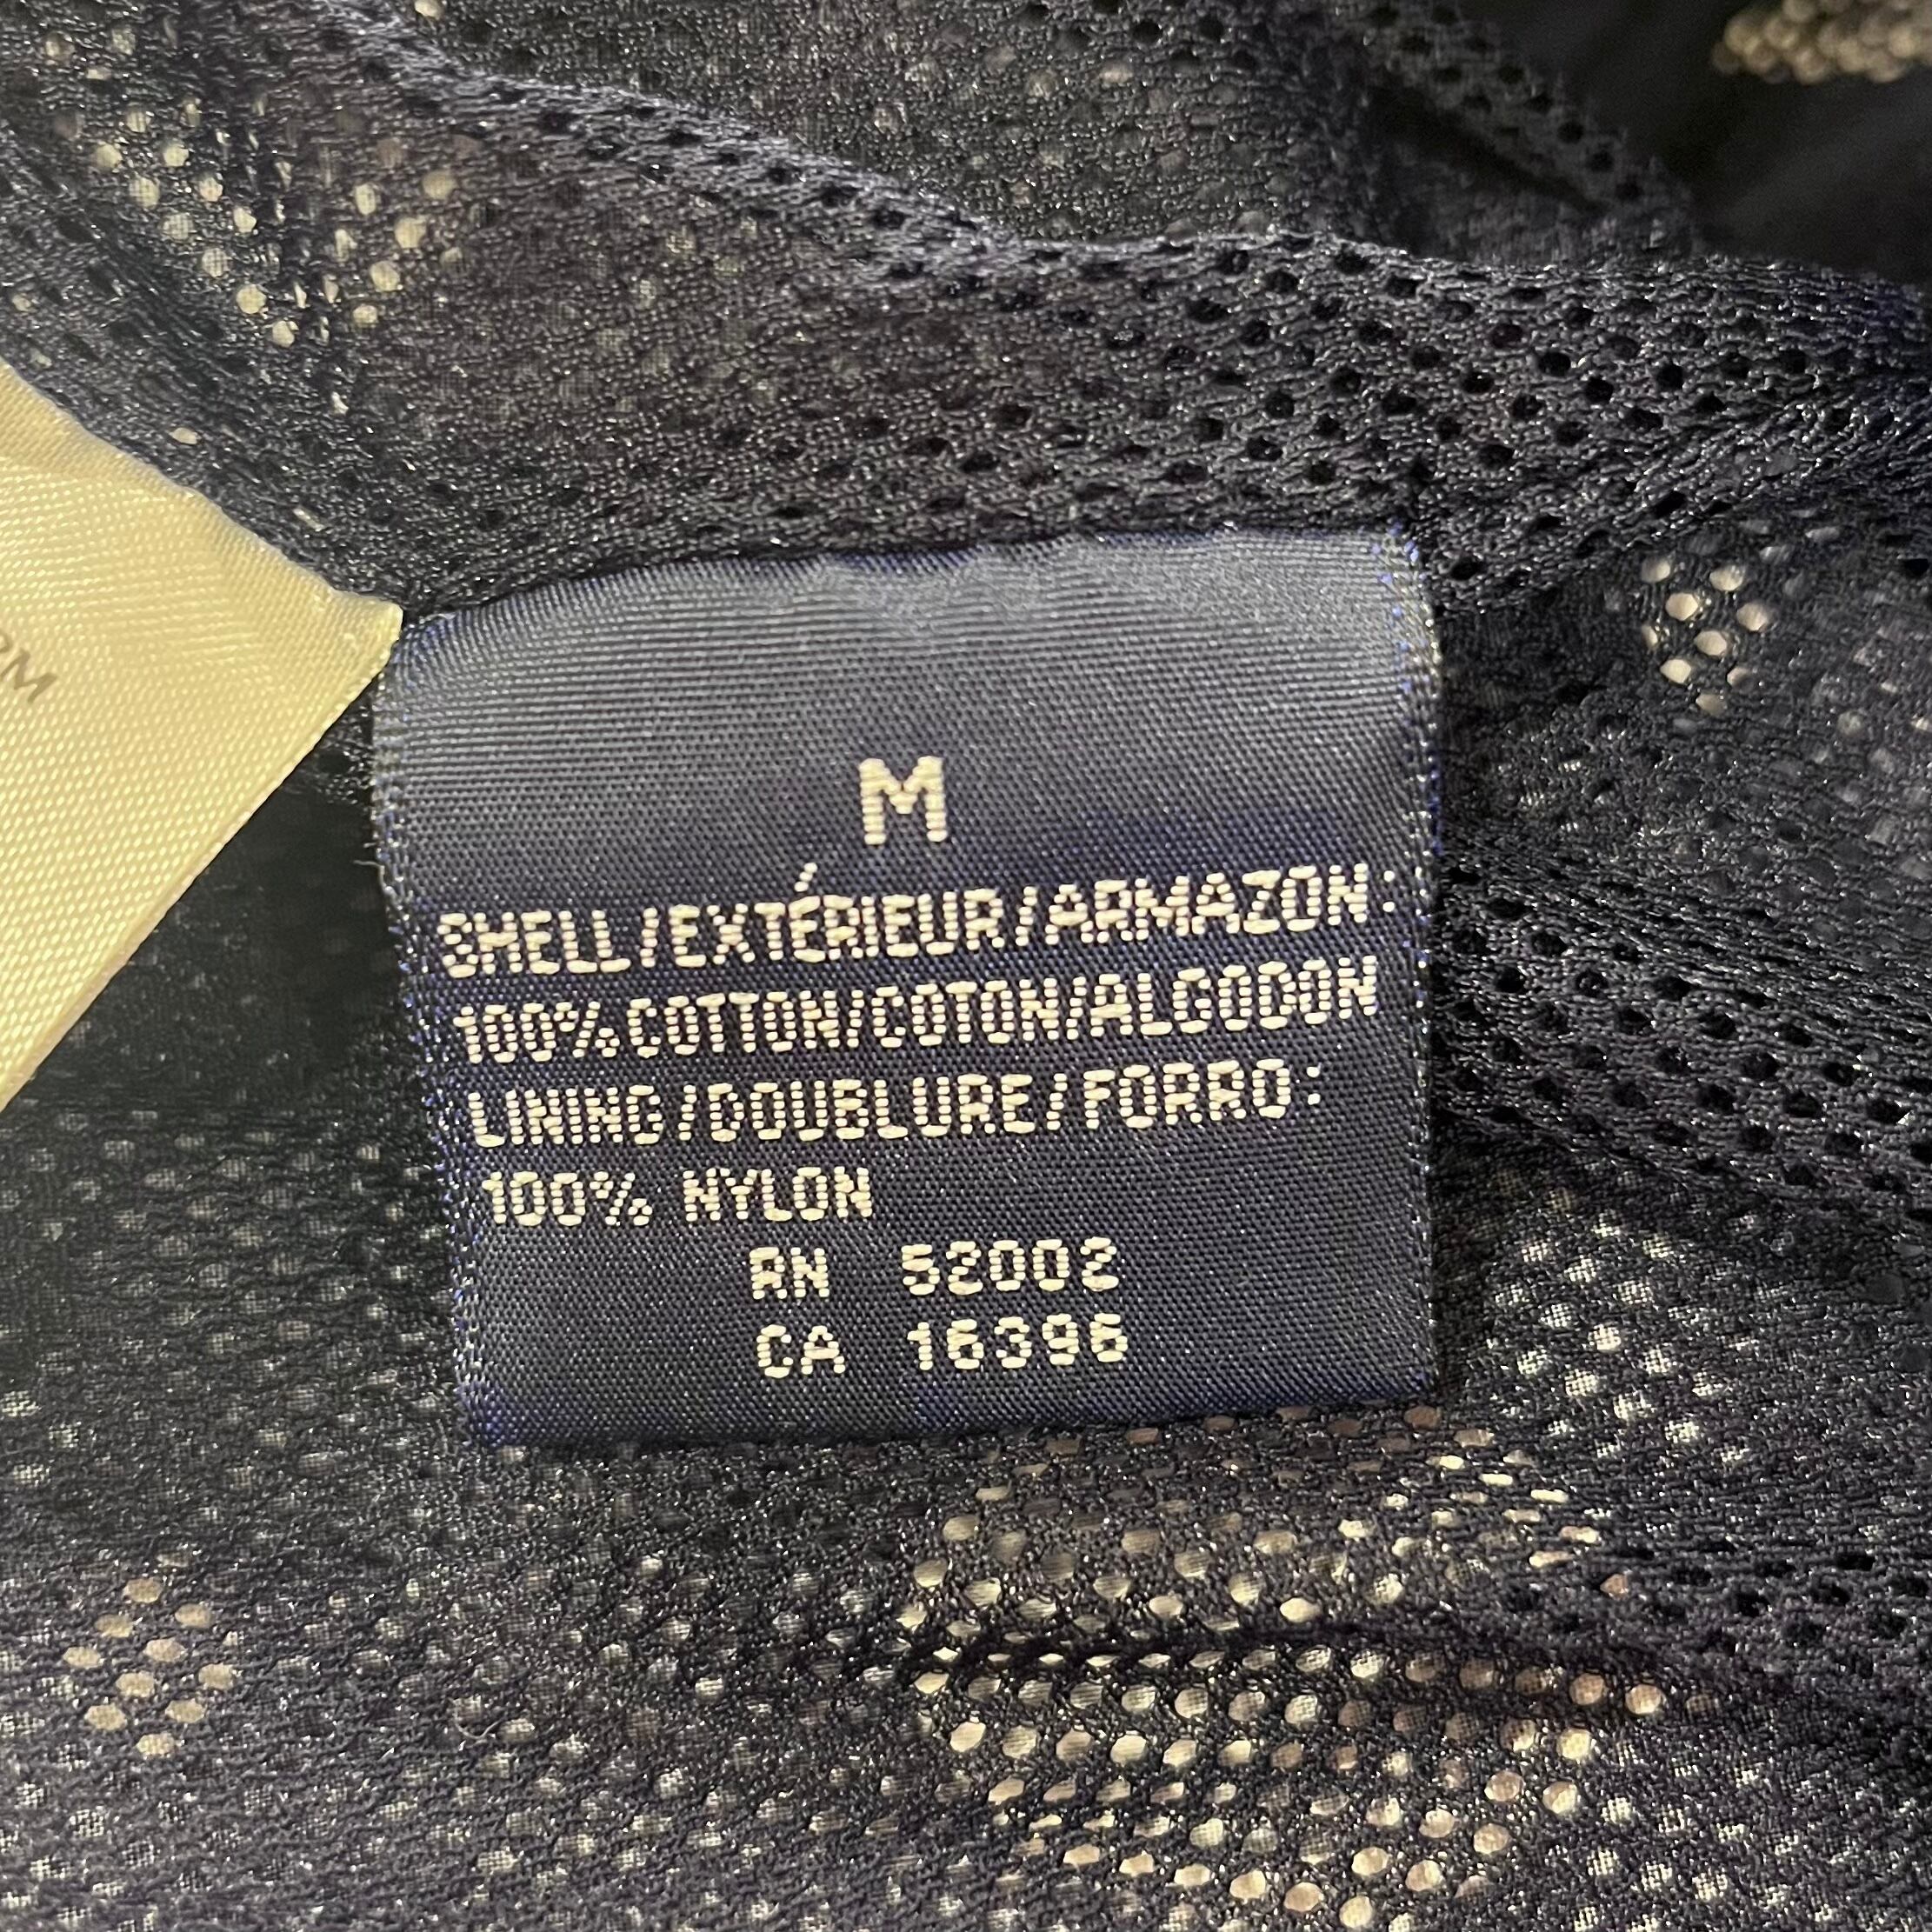 M
SHELL/EXTÉRIEUR/ARMAZON:
100% COTTON/COTON/ALGODON
LINING/DOUBLURE/FORRO:
100% NYLON
RN 52002
CA 16396